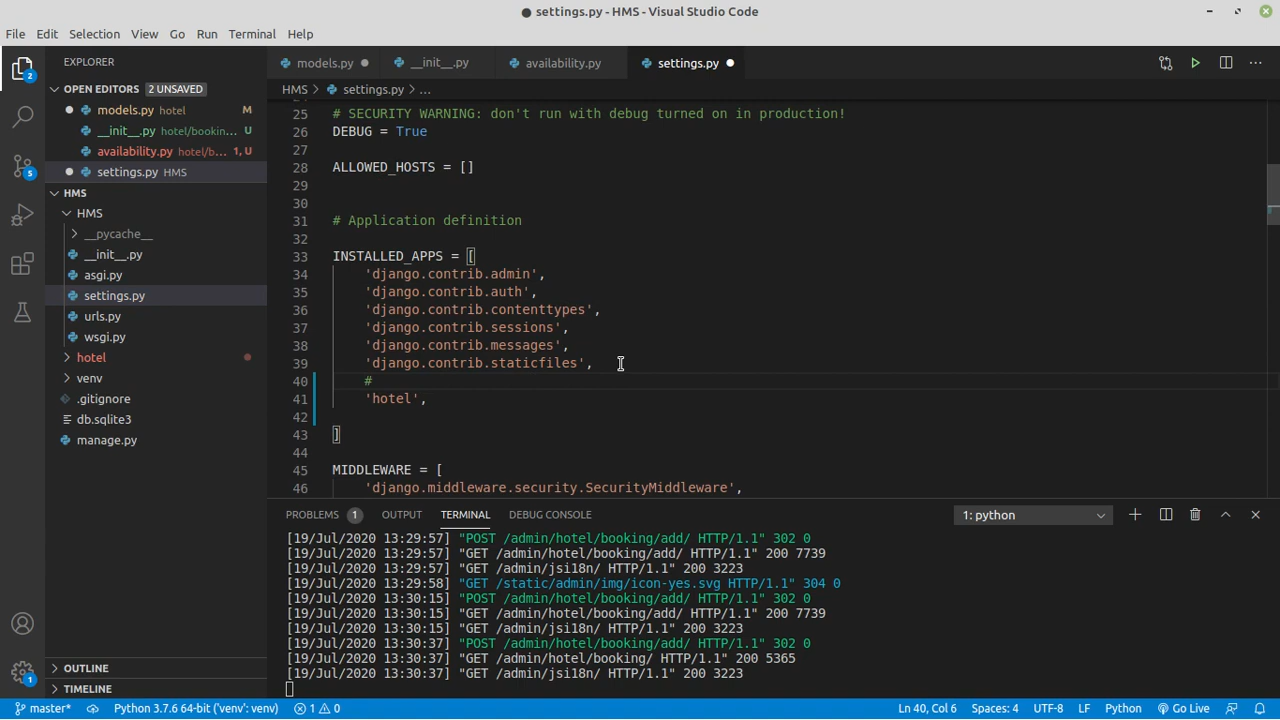 settings.py - HMS - Visual Studio Code
File Edit Selection View Go Run Terminal Help
EXPLORER
models.py
__init__.py
availability.py
settings.py
OPEN EDITORS 2 UNSAVED
HMS > settings.py > ...
models.py hotel M
__init__.py hotel/bookin... U
availability.py hotel/b... 1, U
settings.py HMS
HMS
HMS
__pycache__
__init__.py
asgi.py
settings.py
urls.py
wsgi.py
hotel
venv
.gitignore
db.sqlite3
manage.py
OUTLINE
TIMELINE
2
5
1
24
25 # SECURITY WARNING: don't run with debug turned on in production!
26 DEBUG = True
27
28 ALLOWED_HOSTS = []
29
30
31 # Application definition
32
33 INSTALLED_APPS = [
34 'django.contrib.admin',
35 'django.contrib.auth',
36 'django.contrib.contenttypes',
37 'django.contrib.sessions',
38 'django.contrib.messages',
39 'django.contrib.staticfiles',
40 #
41 'hotel',
42
43 ]
44
45 MIDDLEWARE = [
46 'django.middleware.security.SecurityMiddleware',
PROBLEMS 1 OUTPUT TERMINAL DEBUG CONSOLE 1: python
[19/Jul/2020 13:29:57] "POST /admin/hotel/booking/add/ HTTP/1.1" 302 0
[19/Jul/2020 13:29:57] "GET /admin/hotel/booking/add/ HTTP/1.1" 200 7739
[19/Jul/2020 13:29:57] "GET /admin/jsi18n/ HTTP/1.1" 200 3223
[19/Jul/2020 13:29:58] "GET /static/admin/img/icon-yes.svg HTTP/1.1" 304 0
[19/Jul/2020 13:30:15] "POST /admin/hotel/booking/add/ HTTP/1.1" 302 0
[19/Jul/2020 13:30:15] "GET /admin/hotel/booking/add/ HTTP/1.1" 200 7739
[19/Jul/2020 13:30:15] "GET /admin/jsi18n/ HTTP/1.1" 200 3223
[19/Jul/2020 13:30:37] "POST /admin/hotel/booking/add/ HTTP/1.1" 302 0
[19/Jul/2020 13:30:37] "GET /admin/hotel/booking/ HTTP/1.1" 200 5365
[19/Jul/2020 13:30:37] "GET /admin/jsi18n/ HTTP/1.1" 200 3223
master* Python 3.7.6 64-bit ('venv': venv) 1 0 Ln 40, Col 6 Spaces: 4 UTF-8 LF Python Go Live